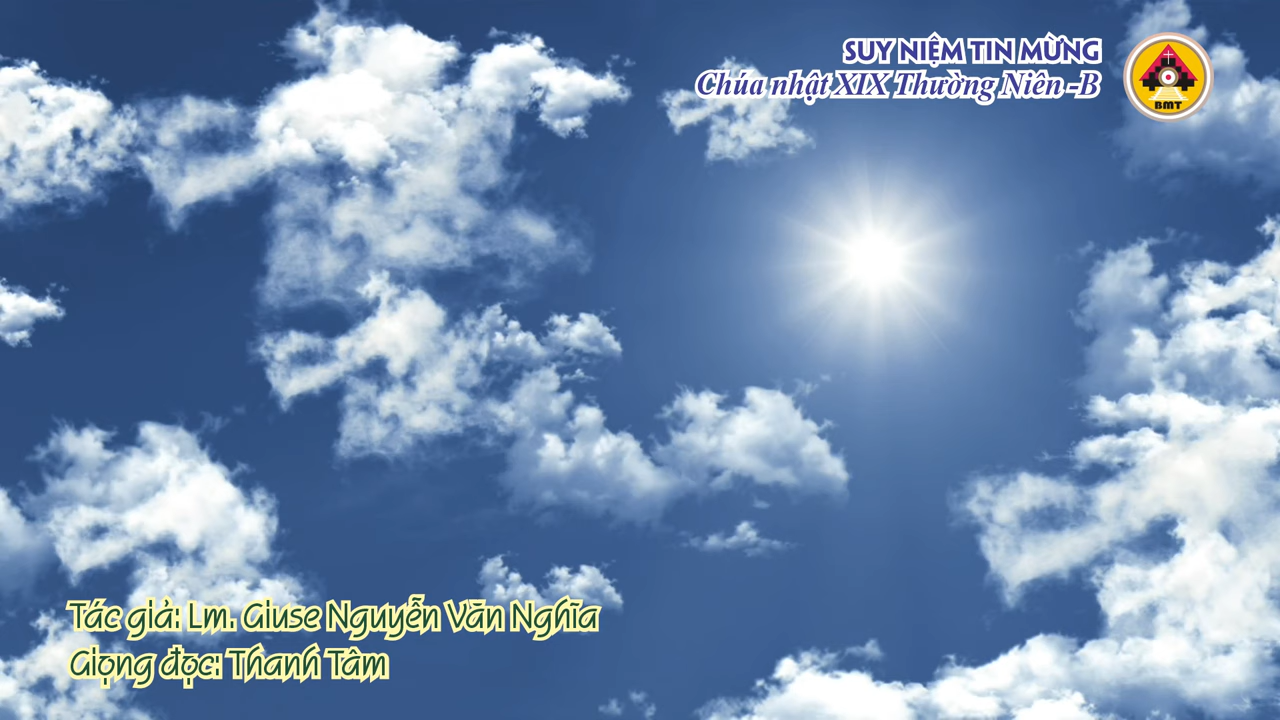 SUY NIỆM TIN MỪNG
Chúa nhật XIX Thường Niên -B
BMT
Tác giả: Lm. Giuse Nguyễn Văn Nghĩa
Giọng đọc: Thanh Tâm